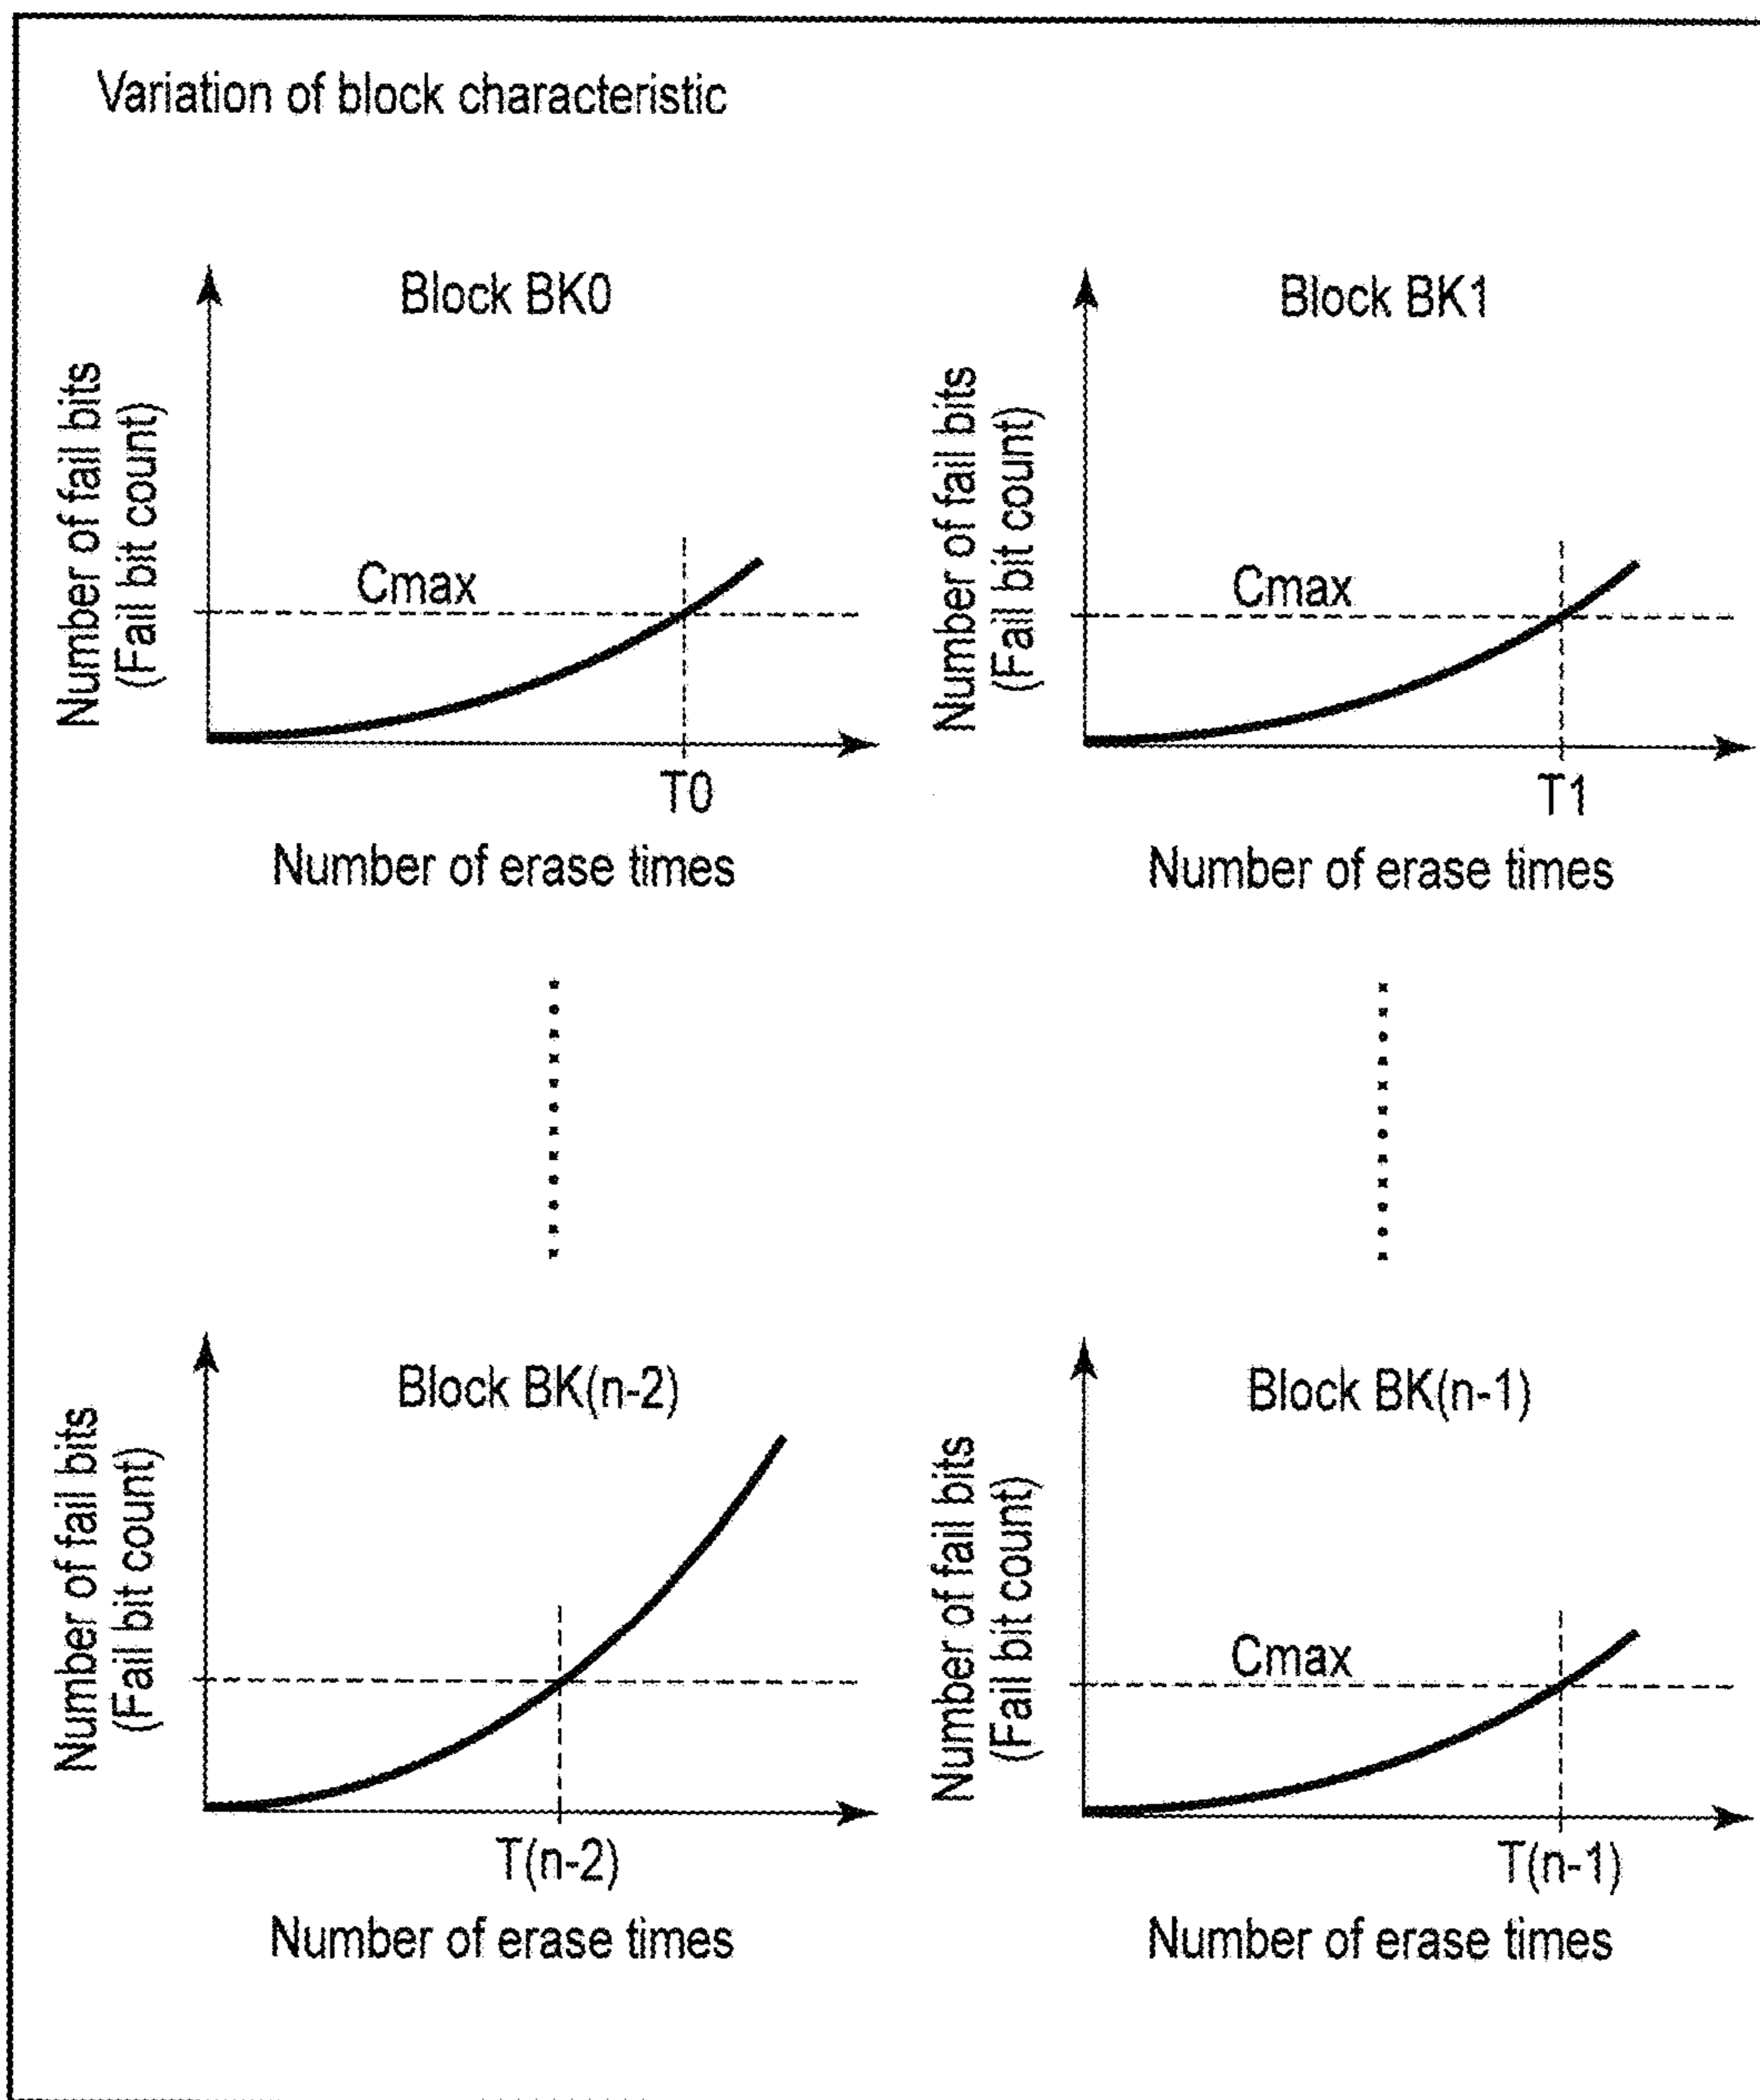 Variation of block characteristic
Block BK0
Number of fail bits
(Fail bit count)
Cmax
T0
Number of erase times
Block BK1
Number of fail bits
(Fail bit count)
Cmax
T1
Number of erase times
Block BK(n-2)
Number of fail bits
(Fail bit count)
T(n-2)
Number of erase times
Block BK(n-1)
Number of fail bits
(Fail bit count)
Cmax
T(n-1)
Number of erase times